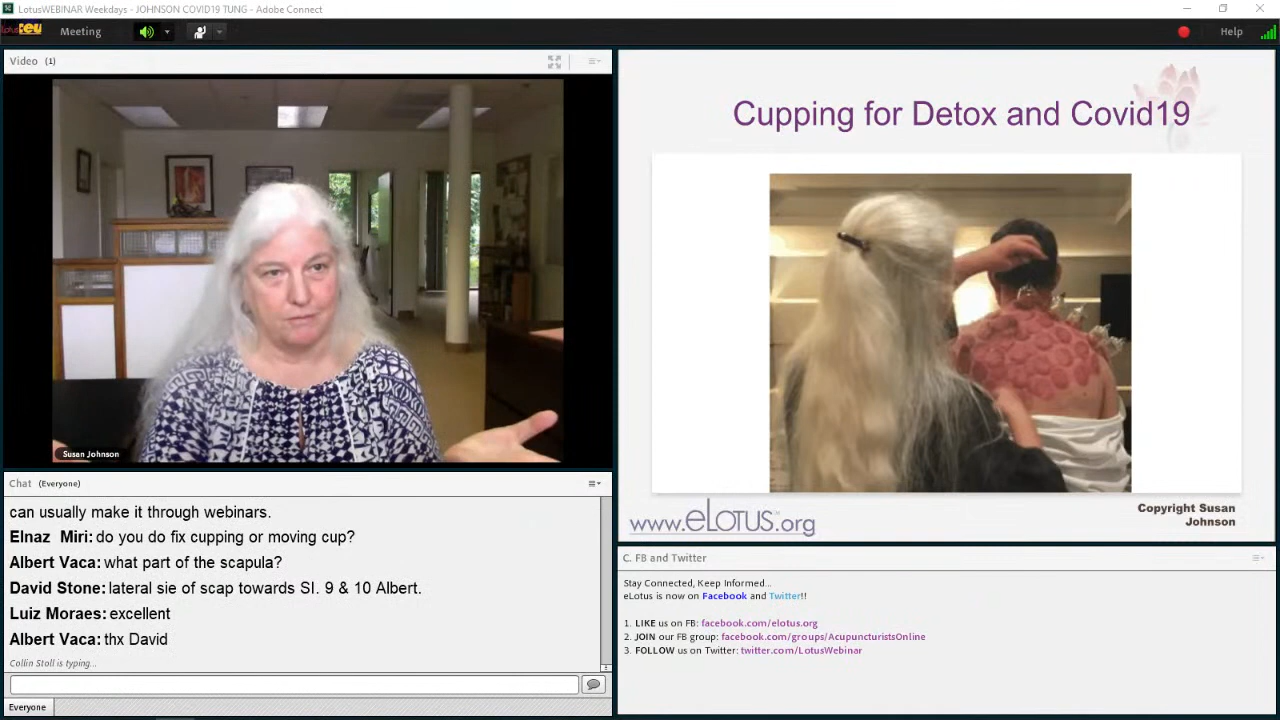 LotusWEBINAR Weekdays - JOHNSON COVID19 TUNG - Adobe Connect
Meeting
Help
Video (1)
Susan Johnson
Cupping for Detox and Covid19
www.eLOTUS.org
Copyright Susan
Johnson
Chat (Everyone)
can usually make it through webinars.
Elnaz Miri: do you do fix cupping or moving cup?
Albert Vaca: what part of the scapula?
David Stone: lateral sie of scap towards SI. 9 & 10 Albert.
Luiz Moraes: excellent
Albert Vaca: thx David
Collin Stoll is typing...
Everyone
C. FB and Twitter
Stay Connected, Keep Informed...
eLotus is now on Facebook and Twitter!!
1. LIKE us on FB: facebook.com/elotus.org
2. JOIN our FB group: facebook.com/groups/AcupuncturistsOnline
3. FOLLOW us on Twitter: twitter.com/LotusWebinar